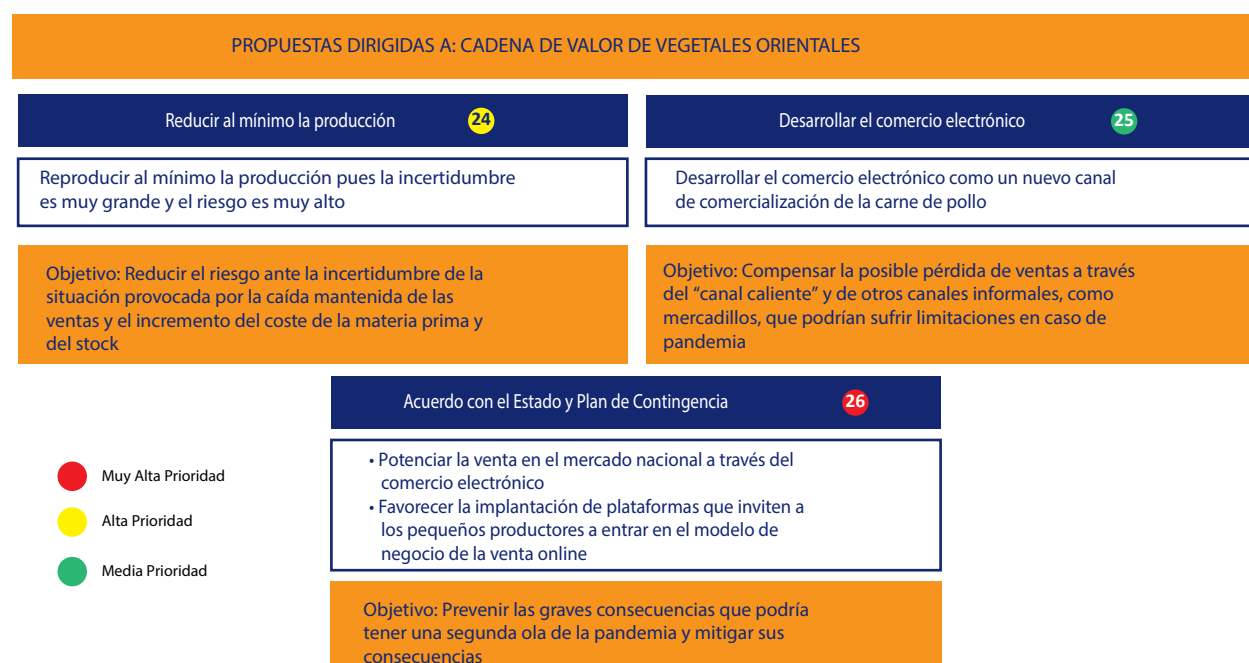 PROPUESTAS DIRIGIDAS A: CADENA DE VALOR DE VEGETALES ORIENTALES
Reducir al mínimo la producción 24
Reproducir al mínimo la producción pues la incertidumbre
es muy grande y el riesgo es muy alto
Objetivo: Reducir el riesgo ante la incertidumbre de la
situación provocada por la caída mantenida de las
ventas y el incremento del coste de la materia prima y
del stock
Desarrollar el comercio electrónico 25
Desarrollar el comercio electrónico como un nuevo canal
de comercialización de la carne de pollo
Objetivo: Compensar la posible pérdida de ventas a través
del “canal caliente” y de otros canales informales, como
mercadillos, que podrían sufrir limitaciones en caso de
pandemia
Acuerdo con el Estado y Plan de Contingencia 26
• Potenciar la venta en el mercado nacional a través del
comercio electrónico
• Favorecer la implantación de plataformas que inviten a
los pequeños productores a entrar en el modelo de
negocio de la venta online
Objetivo: Prevenir las graves consecuencias que podría
tener una segunda ola de la pandemia y mitigar sus
consecuencias
Muy Alta Prioridad
Alta Prioridad
Media Prioridad